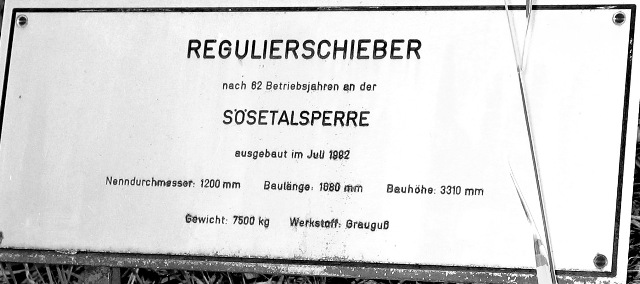 REGULIERSCHIEBER
nach 62 Betriebsjahren an der
SÖSETALSPERRE
ausgebaut im Juli 1992
Nenndurchmesser: 1200 mm Baulänge: 1880 mm Bauhöhe: 3310 mm
Gewicht: 7500 kg Werkstoff: Grauguß